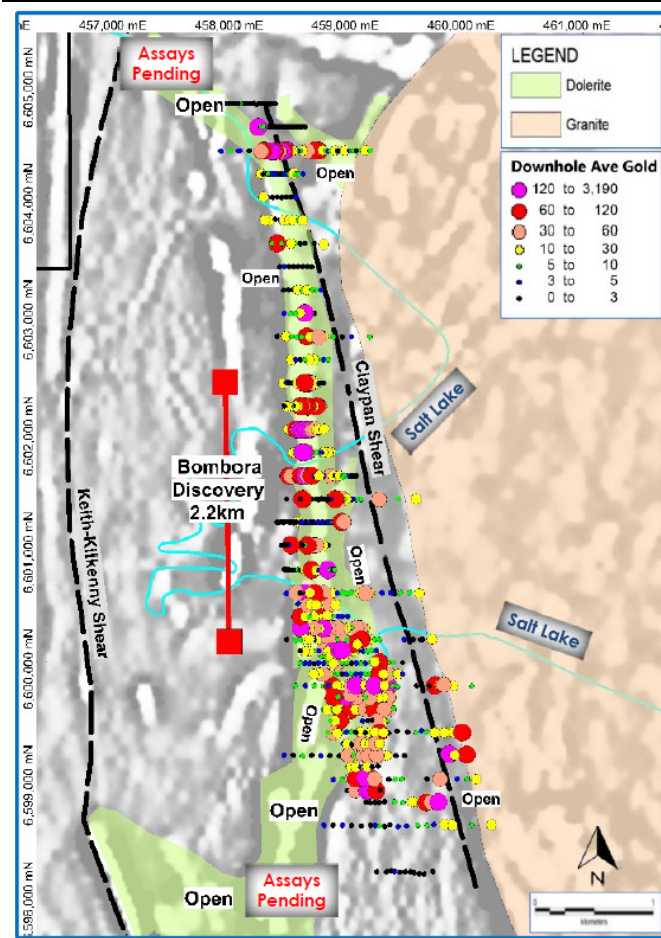 mE
457,000 mE
458,000 mE
459,000 mE
460,000 mE
461,000 mE
6,605,000 mN
6,604,000 mN
6,603,000 mN
6,602,000 mN
6,601,000 mN
6,600,000 mN
6,599,000 mN
6,598,000 mN
Assays
Pending
Open
Open
Open
LEGEND
Dolerite
Granite
Downhole Ave Gold
120 to 3,190
60 to 120
30 to 60
10 to 30
5 to 10
3 to 5
0 to 3
Claypan Shear
Salt Lake
Bombora
Discovery
2.2km
Keith-Kilkenny Shear
Open
Salt Lake
Open
Open
Open
Open
Assays
Pending
N
0
1
kilometers